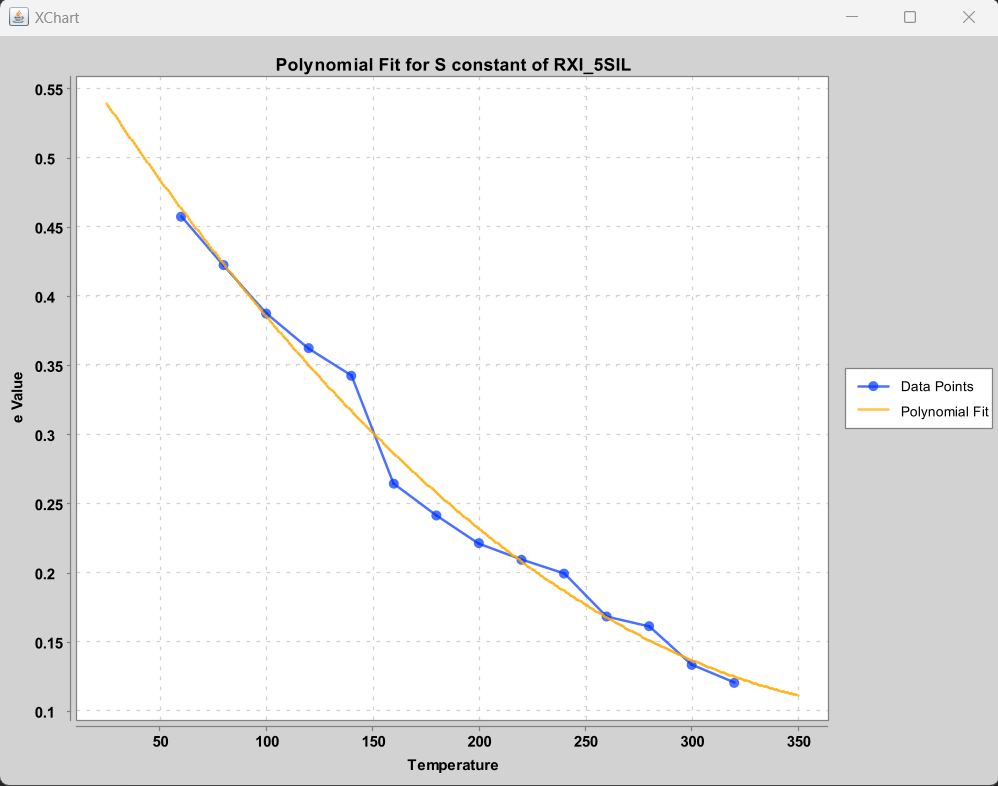 XChart
Polynomial Fit for S constant of RXI_5SIL
0.55
0.5
0.45
0.4
0.35
0.3
0.25
0.2
0.15
0.1
e Value
50 100 150 200 250 300 350
Temperature
Data Points
Polynomial Fit